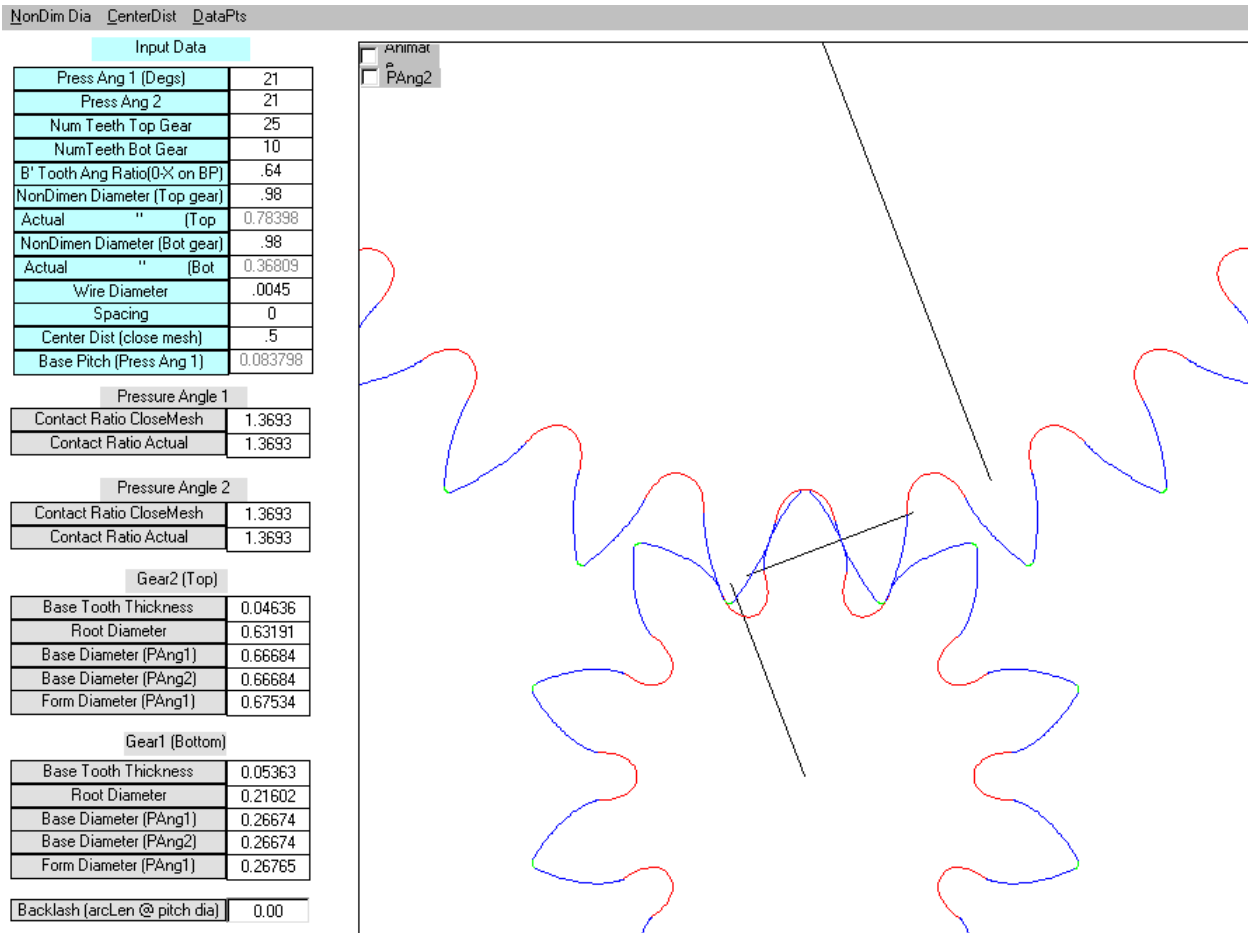 NonDim Dia CenterDist DataPts
Input Data
Press Ang 1 (Degs) 21
Press Ang 2 21
Num Teeth Top Gear 25
NumTeeth Bot Gear 10
B' Tooth Ang Ratio(0-X on BP) .64
NonDimen Diameter (Top gear) .98
Actual " (Top 0.78398
NonDimen Diameter (Bot gear) .98
Actual " (Bot 0.36809
Wire Diameter .0045
Spacing 0
Center Dist (close mesh) .5
Base Pitch (Press Ang 1) 0.083798
Pressure Angle 1
Contact Ratio CloseMesh 1.3693
Contact Ratio Actual 1.3693
Pressure Angle 2
Contact Ratio CloseMesh 1.3693
Contact Ratio Actual 1.3693
Gear2 (Top)
Base Tooth Thickness 0.04636
Root Diameter 0.63191
Base Diameter (PAng1) 0.66684
Base Diameter (PAng2) 0.66684
Form Diameter (PAng1) 0.67534
Gear1 (Bottom)
Base Tooth Thickness 0.05363
Root Diameter 0.21602
Base Diameter (PAng1) 0.26674
Base Diameter (PAng2) 0.26674
Form Diameter (PAng1) 0.26765
Backlash (arcLen @ pitch dia) 0.00
Animat
e
PAng2